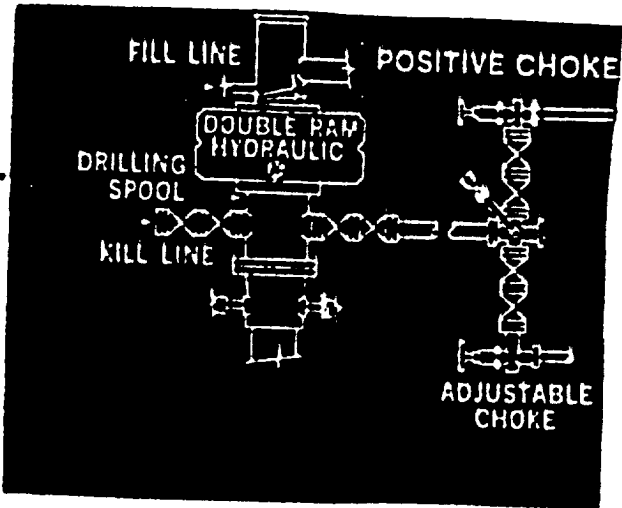 FILL LINE
POSITIVE CHOKE
DOUBLE RAM
HYDRAULIC
DRILLING
SPOOL
KILL LINE
ADJUSTABLE
CHOKE